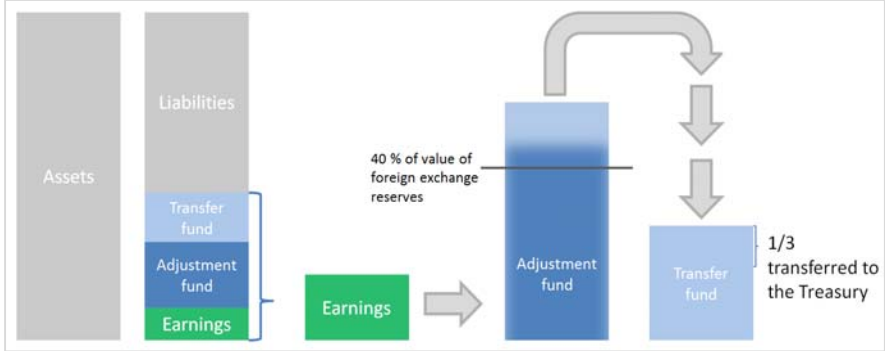 Assets
Liabilities
Transfer
fund
Adjustment
fund
Earnings
Earnings
40 % of value of
foreign exchange
reserves
Adjustment
fund
Transfer
fund
1/3
transferred to
the Treasury